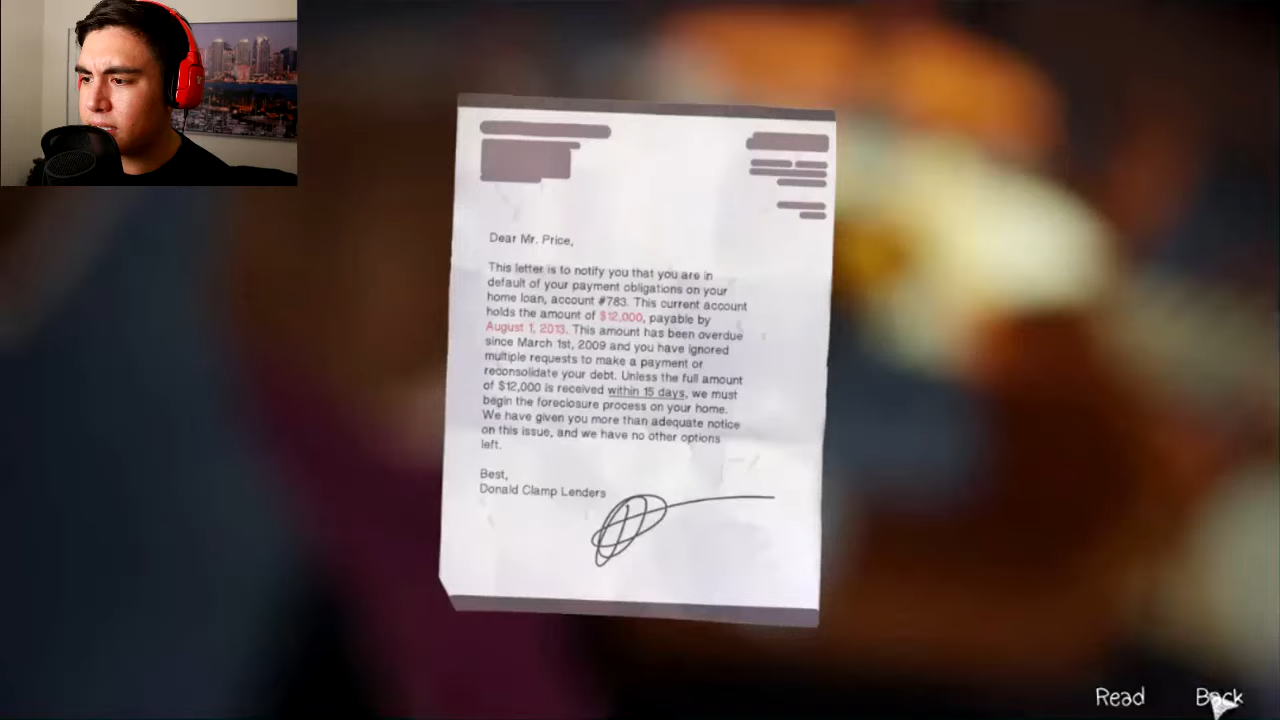 Dear Mr. Price,
This letter is to notify you that you are in
default of your payment obligations on your
home loan, account #783. This current account
holds the amount of $12,000, payable by
August 1, 2013. This amount has been overdue
since March 1st, 2009 and you have ignored
multiple requests to make a payment or
reconsolidate your debt. Unless the full amount
of $12,000 is received within 15 days, we must
begin the foreclosure process on your home.
We have given you more than adequate notice
on this issue, and we have no other options
left.
Best,
Donald Clamp Lenders
Read
Back